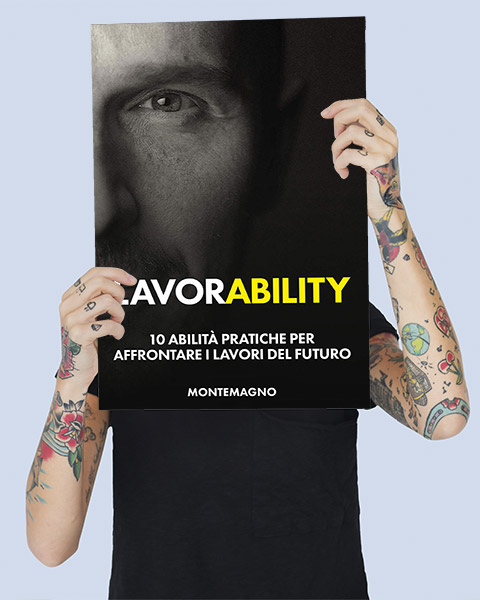 LAVORABILITY
10 ABILITÀ PRATICHE PER
AFFRONTARE I LAVORI DEL FUTURO
MONTEMAGNO